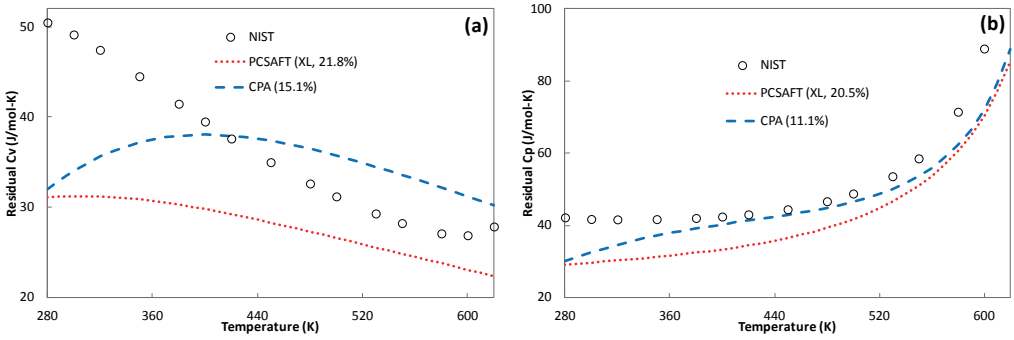 (a)
50
40
30
20
280
360
440
520
600
Residual Cv (J/mol-K)
Temperature (K)
NIST
PCSAFT (XL, 21.8%)
CPA (15.1%)
(b)
100
80
60
40
20
280
360
440
520
600
Residual Cp (J/mol-K)
Temperature (K)
NIST
PCSAFT (XL, 20.5%)
CPA (11.1%)